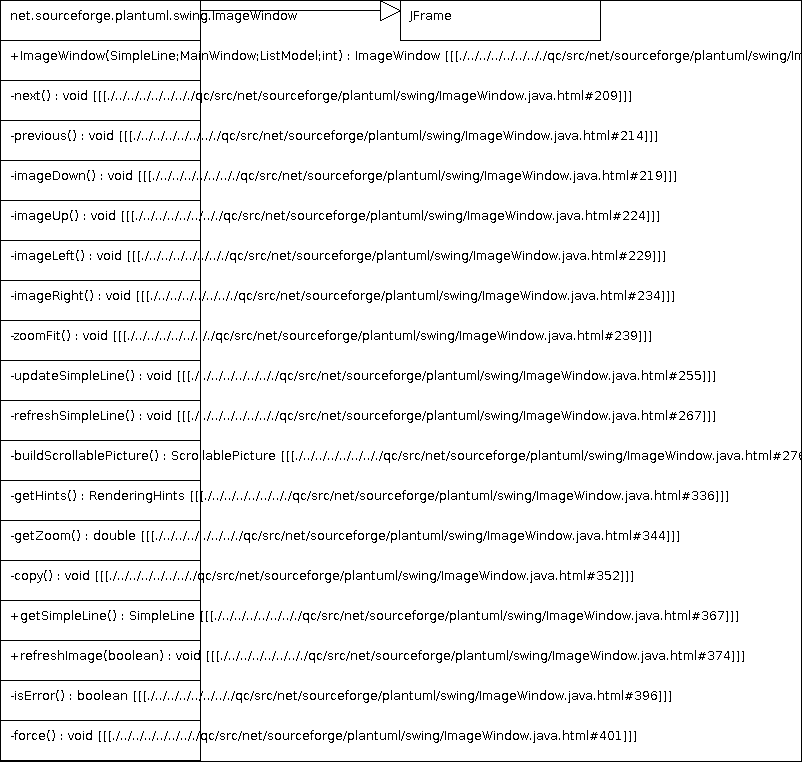 net.sourceforge.plantuml.swing.ImageWindow
JFrame
+ImageWindow(SimpleLine;MainWindow;ListModel;int) : ImageWindow [[[./../../../../../../qc/src/net/sourceforge/plantuml/swing/Im
-next() : void [[[./../../../../../../qc/src/net/sourceforge/plantuml/swing/ImageWindow.java.html#209]]]
-previous() : void [[[./../../../../../../qc/src/net/sourceforge/plantuml/swing/ImageWindow.java.html#214]]]
-imageDown() : void [[[./../../../../../../qc/src/net/sourceforge/plantuml/swing/ImageWindow.java.html#219]]]
-imageUp() : void [[[./../../../../../../qc/src/net/sourceforge/plantuml/swing/ImageWindow.java.html#224]]]
-imageLeft() : void [[[./../../../../../../qc/src/net/sourceforge/plantuml/swing/ImageWindow.java.html#229]]]
-imageRight() : void [[[./../../../../../../qc/src/net/sourceforge/plantuml/swing/ImageWindow.java.html#234]]]
-zoomFit() : void [[[./../../../../../../qc/src/net/sourceforge/plantuml/swing/ImageWindow.java.html#239]]]
-updateSimpleLine() : void [[[./../../../../../../qc/src/net/sourceforge/plantuml/swing/ImageWindow.java.html#255]]]
-refreshSimpleLine() : void [[[./../../../../../../qc/src/net/sourceforge/plantuml/swing/ImageWindow.java.html#267]]]
-buildScrollablePicture() : ScrollablePicture [[[./../../../../../../qc/src/net/sourceforge/plantuml/swing/ImageWindow.java.html#276
-getHints() : RenderingHints [[[./../../../../../../qc/src/net/sourceforge/plantuml/swing/ImageWindow.java.html#336]]]
-getZoom() : double [[[./../../../../../../qc/src/net/sourceforge/plantuml/swing/ImageWindow.java.html#344]]]
-copy() : void [[[./../../../../../../qc/src/net/sourceforge/plantuml/swing/ImageWindow.java.html#352]]]
+getSimpleLine() : SimpleLine [[[./../../../../../../qc/src/net/sourceforge/plantuml/swing/ImageWindow.java.html#367]]]
+refreshImage(boolean) : void [[[./../../../../../../qc/src/net/sourceforge/plantuml/swing/ImageWindow.java.html#374]]]
-isError() : boolean [[[./../../../../../../qc/src/net/sourceforge/plantuml/swing/ImageWindow.java.html#396]]]
-force() : void [[[./../../../../../../qc/src/net/sourceforge/plantuml/swing/ImageWindow.java.html#401]]]